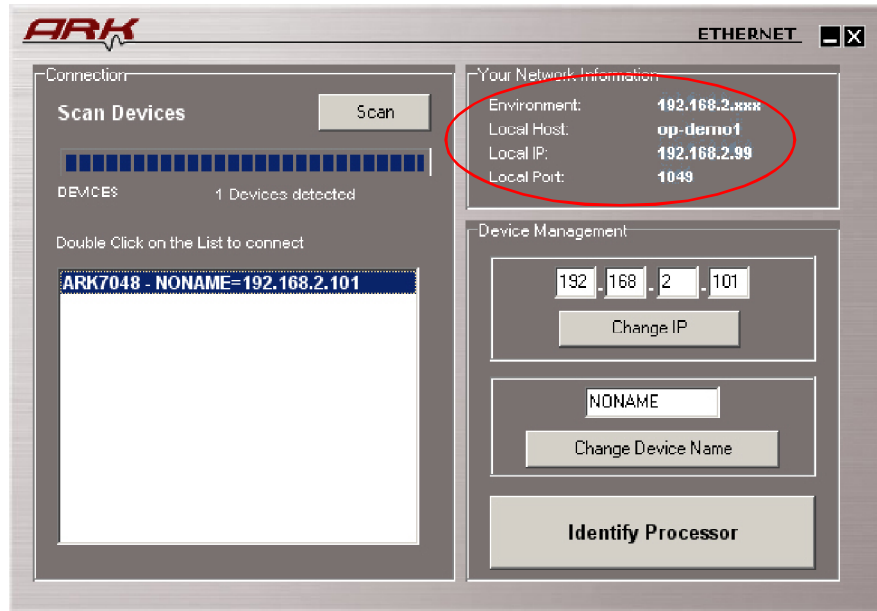 ARK
ETHERNET
Connection
Scan Devices
Scan
DEVICES 1 Devices detected
Double Click on the List to connect
ARK7048 - NONAME=192.168.2.101
Your Network Information
Environment: 192.168.2.xxx
Local Host: op-demo1
Local IP: 192.168.2.99
Local Port: 1049
Device Management
192 . 168 . 2 . 101
Change IP
NONAME
Change Device Name
Identify Processor